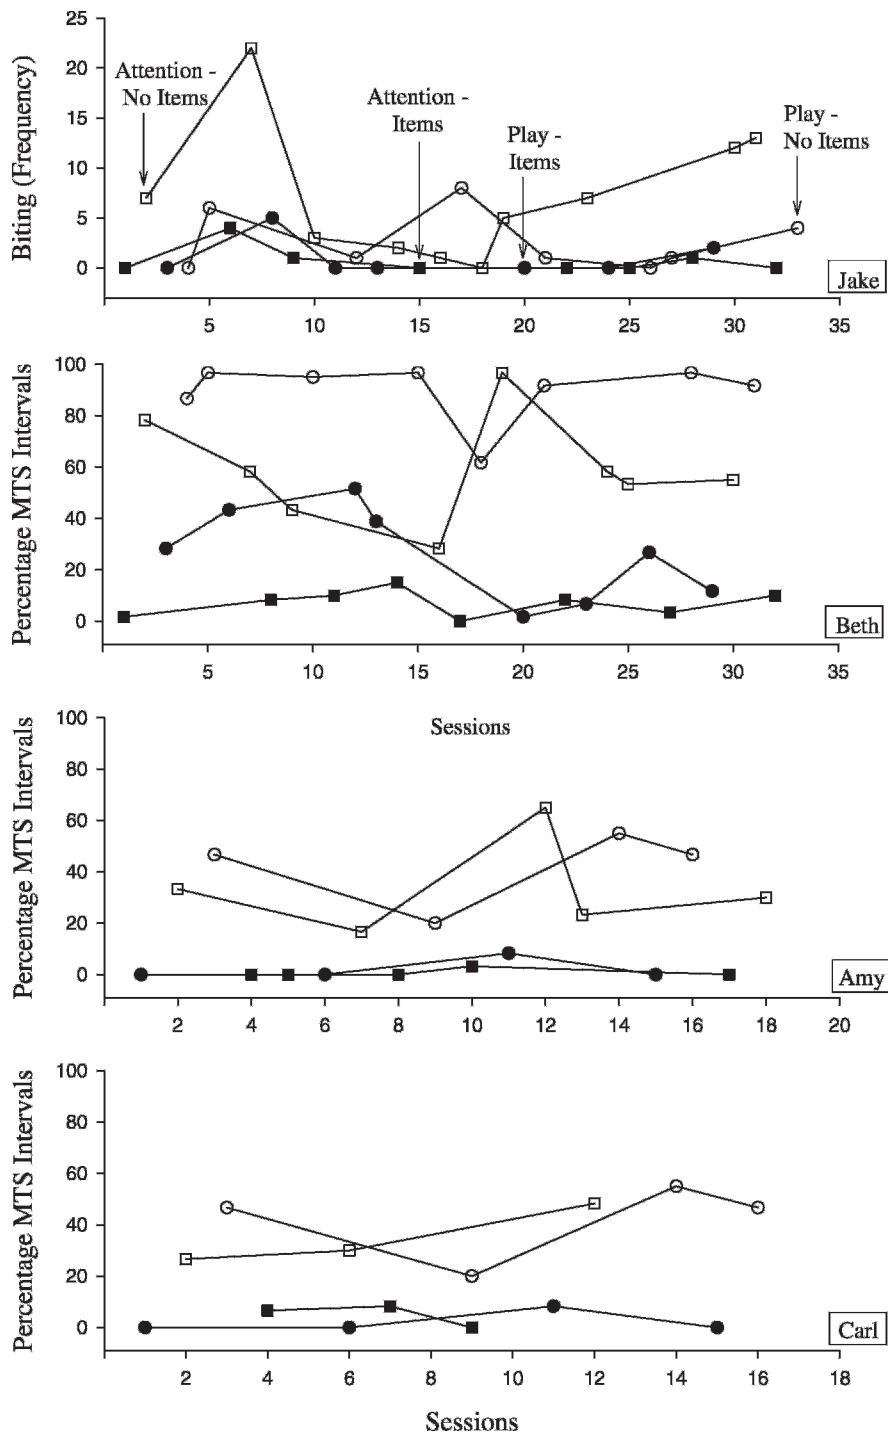 25
20
15
10
5
0
Biting (Frequency)
Attention -
No Items
Attention -
Items
Play -
Items
Play -
No Items
Jake
5 10 15 20 25 30 35
100
80
60
40
20
0
Percentage MTS Intervals
Beth
5 10 15 20 25 30 35
Sessions
100
80
60
40
20
0
Percentage MTS Intervals
Amy
2 4 6 8 10 12 14 16 18 20
100
80
60
40
20
0
Percentage MTS Intervals
Carl
2 4 6 8 10 12 14 16 18
Sessions